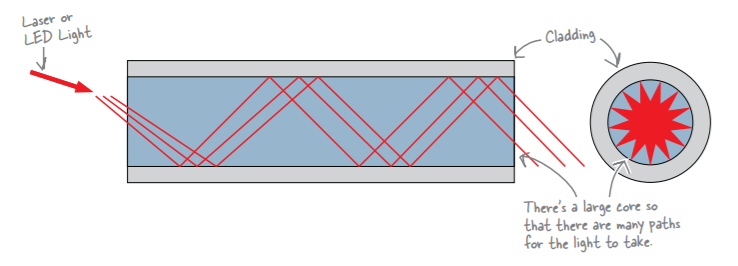 Laser or
LED Light
Cladding
There's a large core so
that there are many paths
for the light to take.